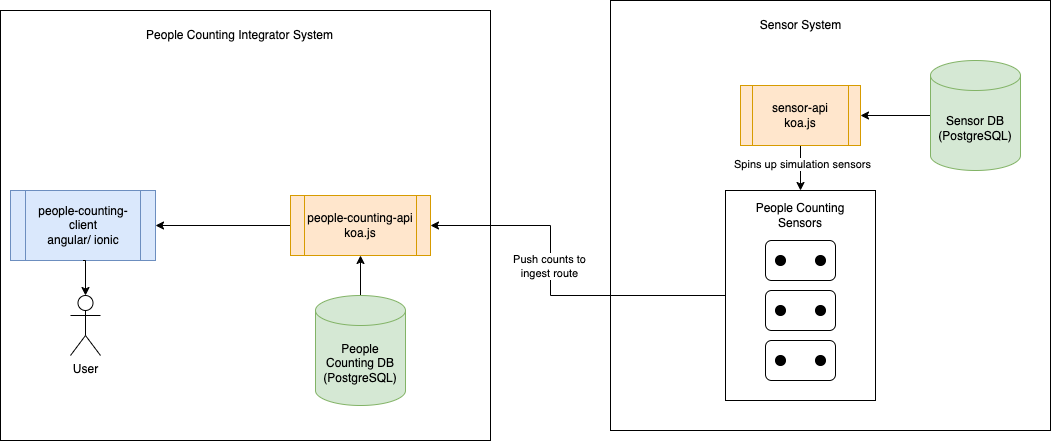 People Counting Integrator System
Sensor System
sensor-api
koa.js
Sensor DB
(PostgreSQL)
Spins up simulation sensors
people-counting-
client
angular/ ionic
people-counting-api
koa.js
People Counting
Sensors
Push counts to
ingest route
People
Counting DB
(PostgreSQL)
User